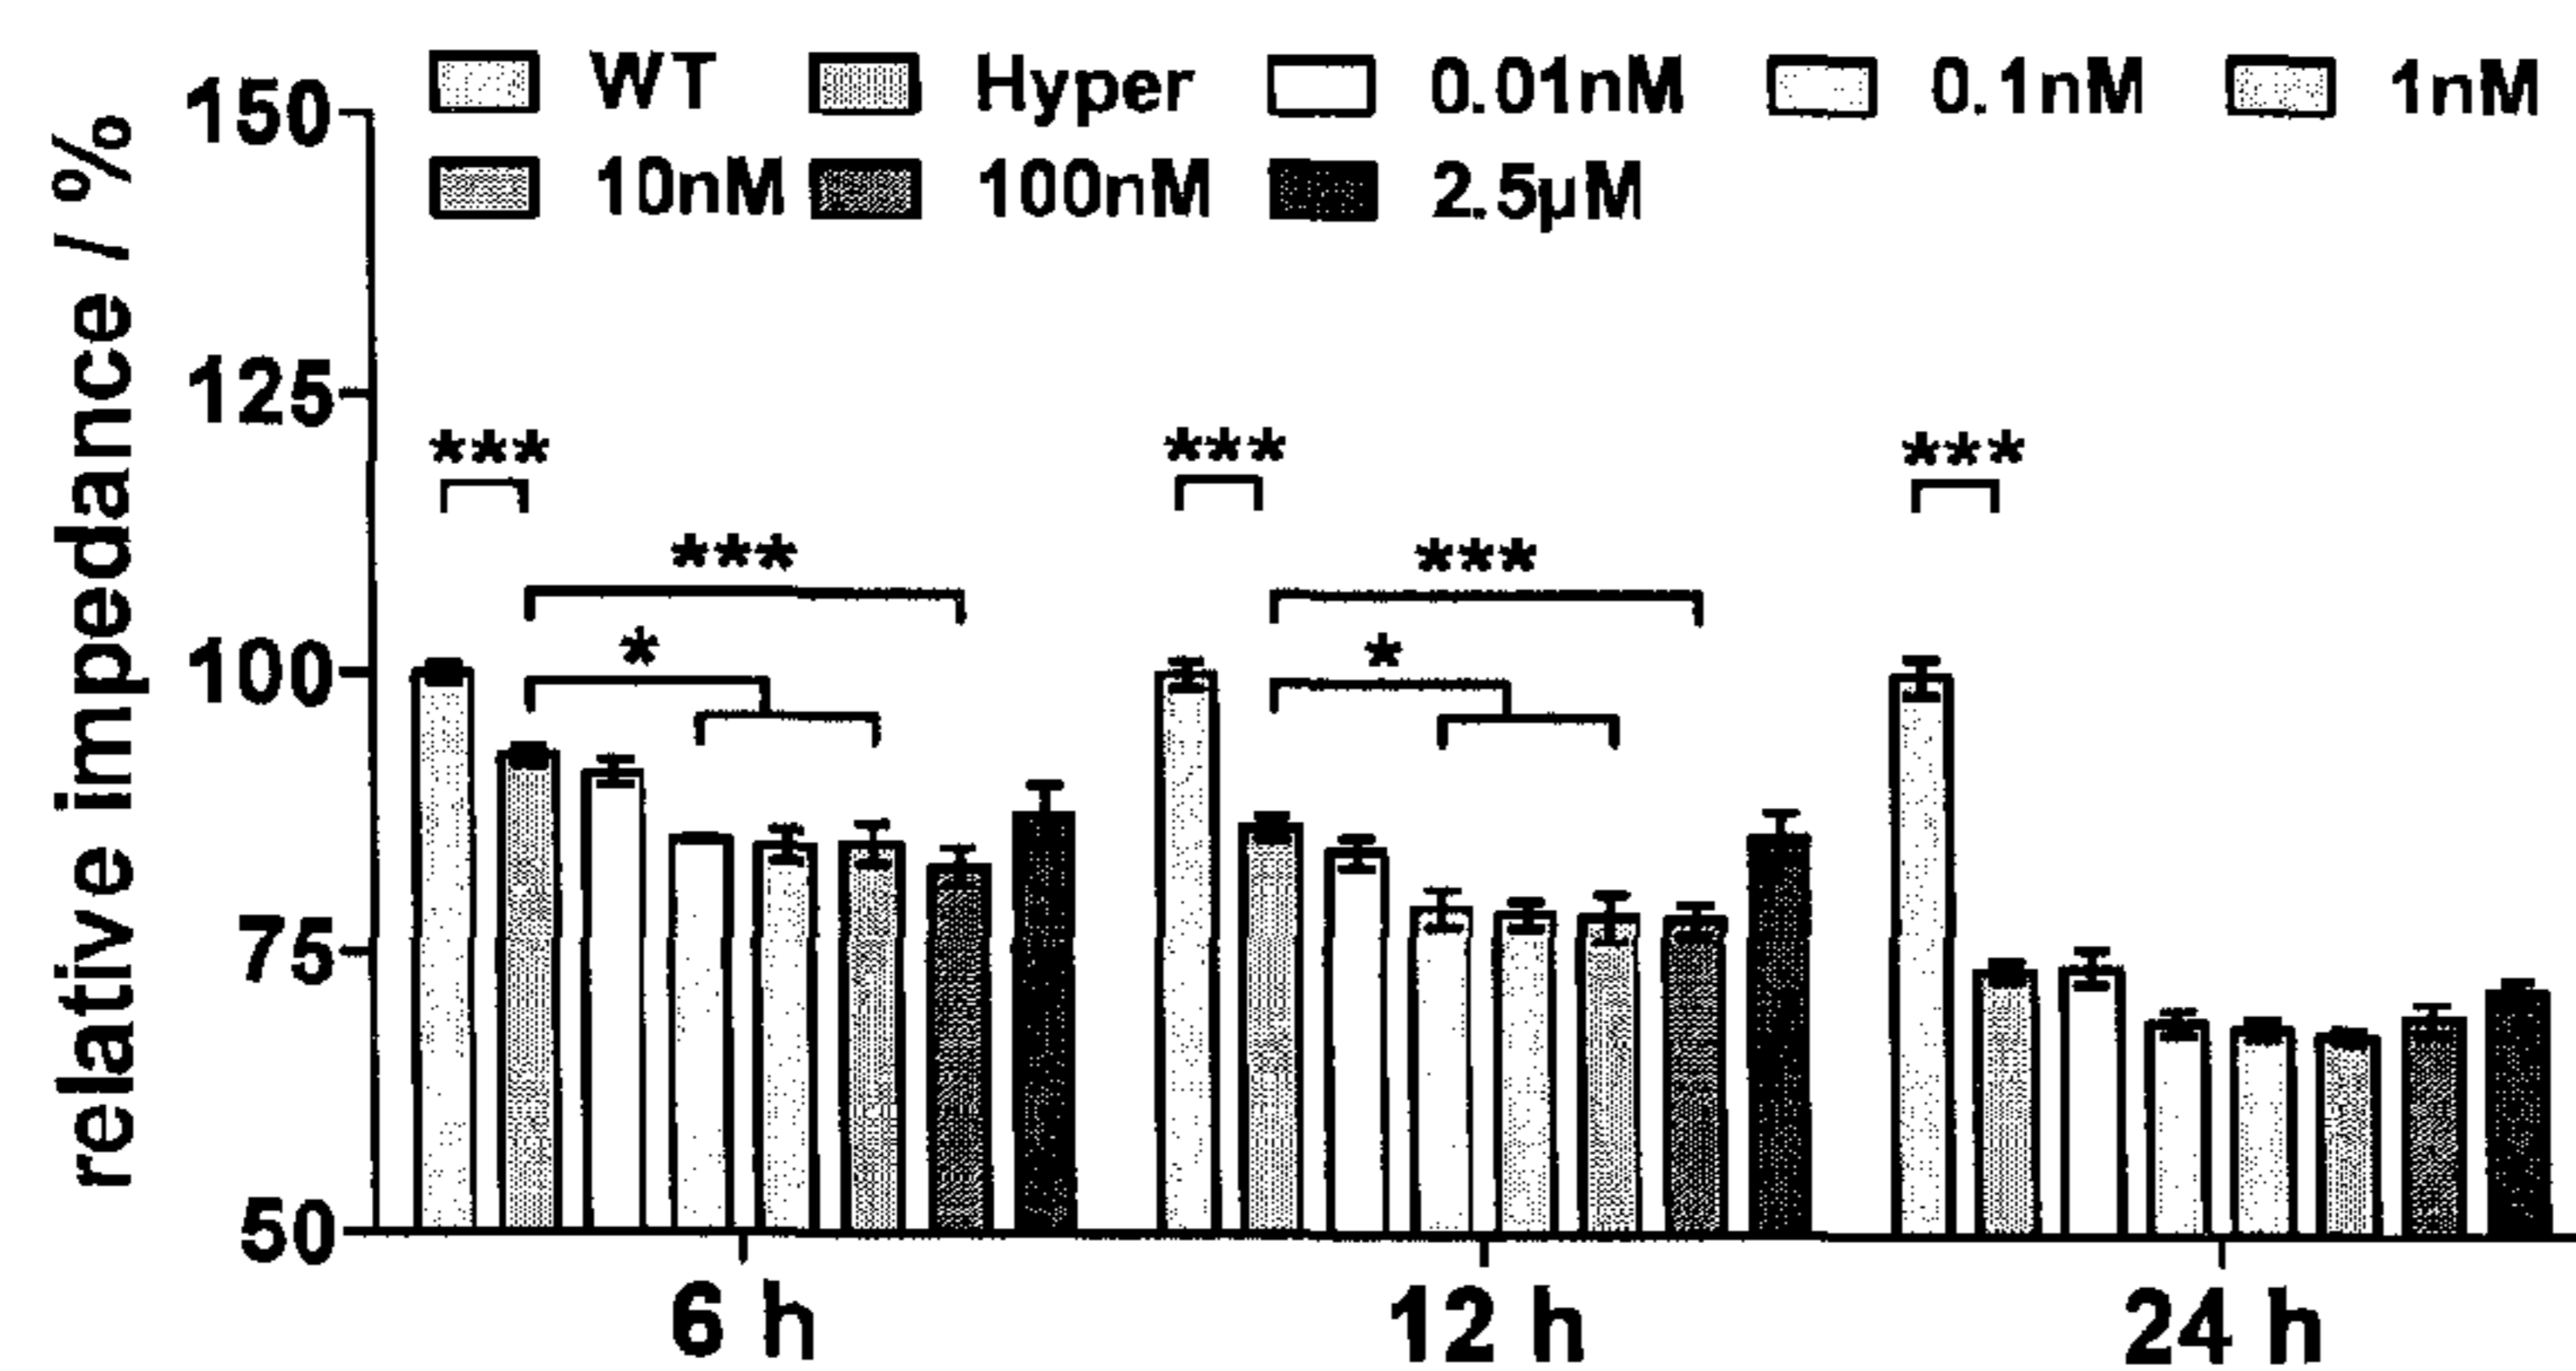 WT Hyper 0.01nM 0.1nM 1nM
10nM 100nM 2.5µM
relative impedance / %
150
125
100
75
50
*** *** ***
*** ***
* *
6 h 12 h 24 h